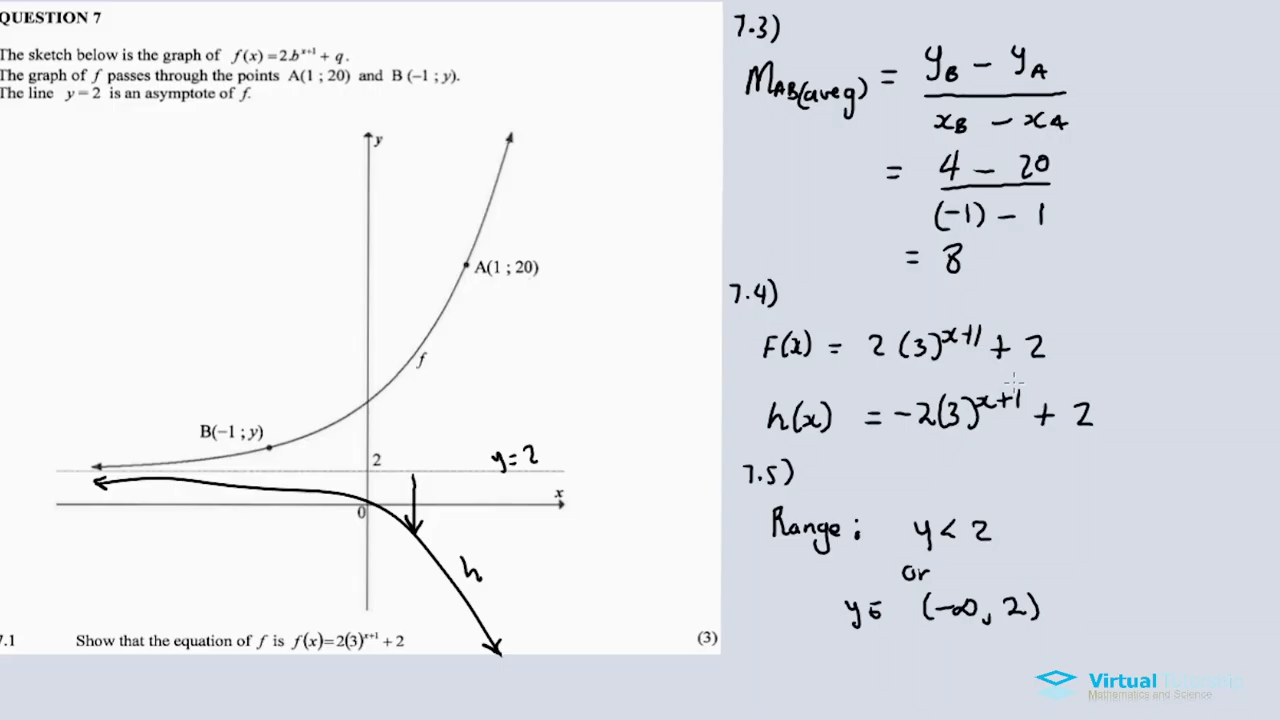 QUESTION 7
The sketch below is the graph of f(x)=2.b^{x+1} + q.
The graph of f passes through the points A(1 ; 20) and B (−1 ; y).
The line y = 2 is an asymptote of f.
y
A(1 ; 20)
f
B(−1 ; y)
2
y=2
x
0
h
7.1 Show that the equation of f is f(x)=2(3)^{x+1} + 2 (3)
7.3)
M_{AB(aveg)} = (y_B − y_A) / (x_B − x_A)
= (4 − 20) / ((−1) − 1)
= 8
7.4)
F(x) = 2(3)^{x+1} + 2
h(x) = −2(3)^{x+1} + 2
7.5)
Range: y < 2
or
y ∈ (−∞, 2)
Virtual Tutorials
Mathematics and Science